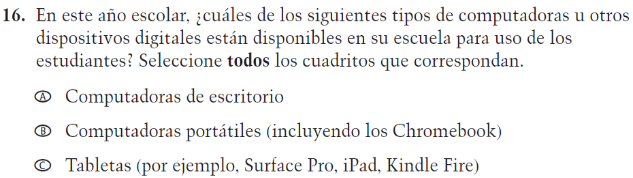 16. En este año escolar, ¿cuáles de los siguientes tipos de computadoras u otros
dispositivos digitales están disponibles en su escuela para uso de los
estudiantes? Seleccione todos los cuadritos que correspondan.
A Computadoras de escritorio
B Computadoras portátiles (incluyendo los Chromebook)
C Tabletas (por ejemplo, Surface Pro, iPad, Kindle Fire)